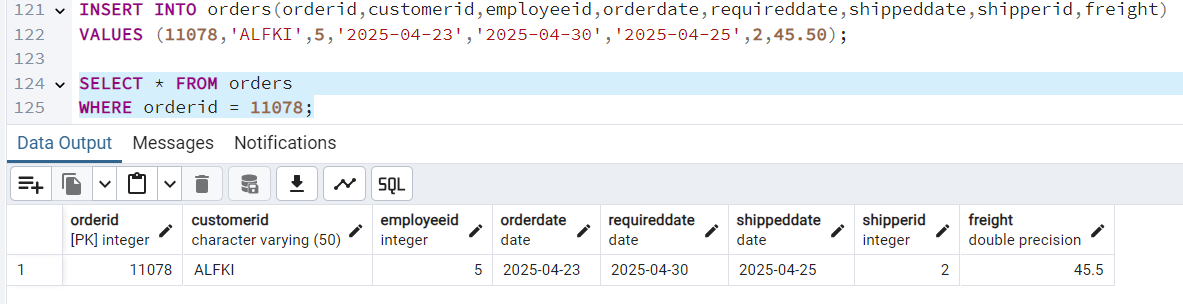 121 INSERT INTO orders(orderid,customerid,employeeid,orderdate,requireddate,shippeddate,shipperid,freight)
122 VALUES (11078,'ALFKI',5,'2025-04-23','2025-04-30','2025-04-25',2,45.50);
123
124 SELECT * FROM orders
125 WHERE orderid = 11078;
Data Output Messages Notifications
SQL
orderid customerid employeeid orderdate requireddate shippeddate shipperid freight
[PK] integer character varying (50) integer date date date integer double precision
1 11078 ALFKI 5 2025-04-23 2025-04-30 2025-04-25 2 45.5